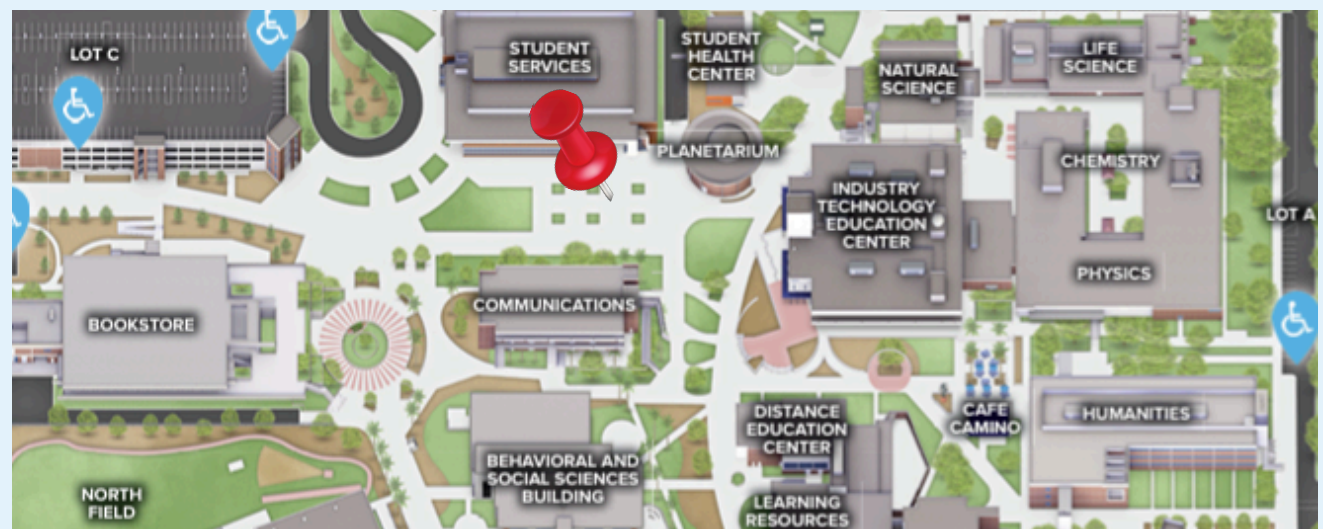 LOT C
STUDENT
SERVICES
STUDENT
HEALTH
CENTER
NATURAL
SCIENCE
LIFE
SCIENCE
PLANETARIUM
CHEMISTRY
INDUSTRY
TECHNOLOGY
EDUCATION
CENTER
LOT A
PHYSICS
COMMUNICATIONS
BOOKSTORE
DISTANCE
EDUCATION
CENTER
CAFE
CAMINO
HUMANITIES
BEHAVIORAL AND
SOCIAL SCIENCES
BUILDING
NORTH
FIELD
LEARNING
RESOURCES